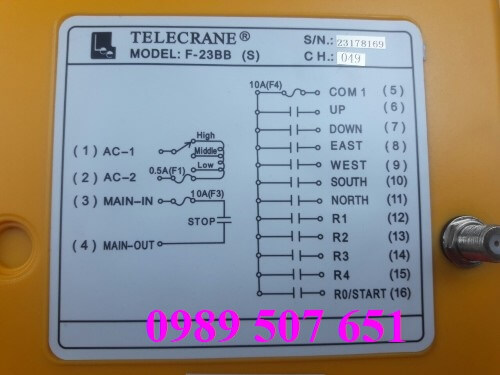 TELECRANE®
MODEL: F-23BB (S)
S/N.: 23178169
CH.: 049
(1) AC-1
High
Middle
Low
(2) AC-2
0.5A(F1)
(3) MAIN-IN
10A(F3)
STOP
(4) MAIN-OUT
10A(F4)
COM 1 (5)
UP (6)
DOWN (7)
EAST (8)
WEST (9)
SOUTH (10)
NORTH (11)
R1 (12)
R2 (13)
R3 (14)
R4 (15)
R0/START (16)
0989 507 651